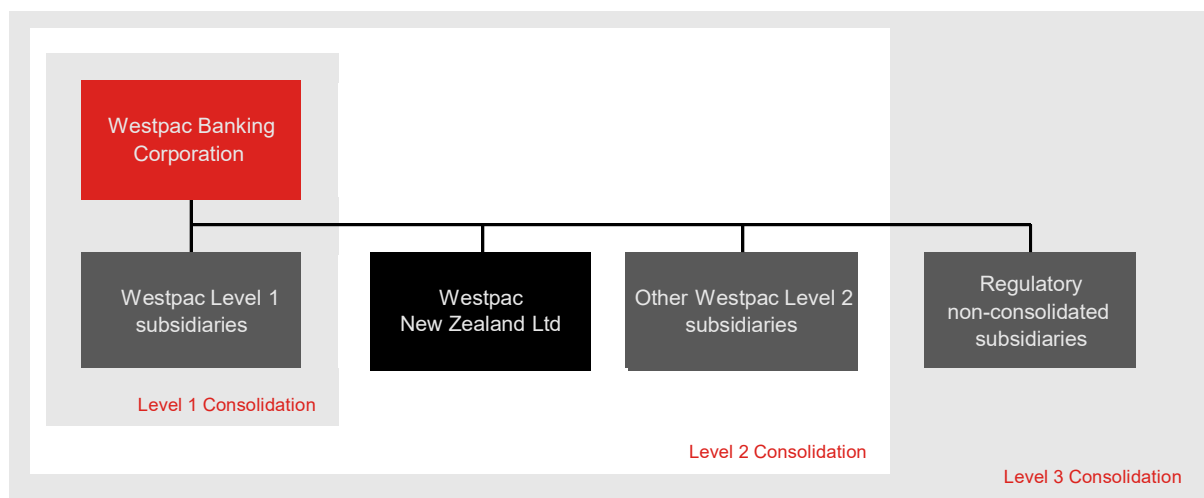 Westpac Banking
Corporation
Westpac Level 1
subsidiaries
Westpac
New Zealand Ltd
Other Westpac Level 2
subsidiaries
Regulatory
non-consolidated
subsidiaries
Level 1 Consolidation
Level 2 Consolidation
Level 3 Consolidation